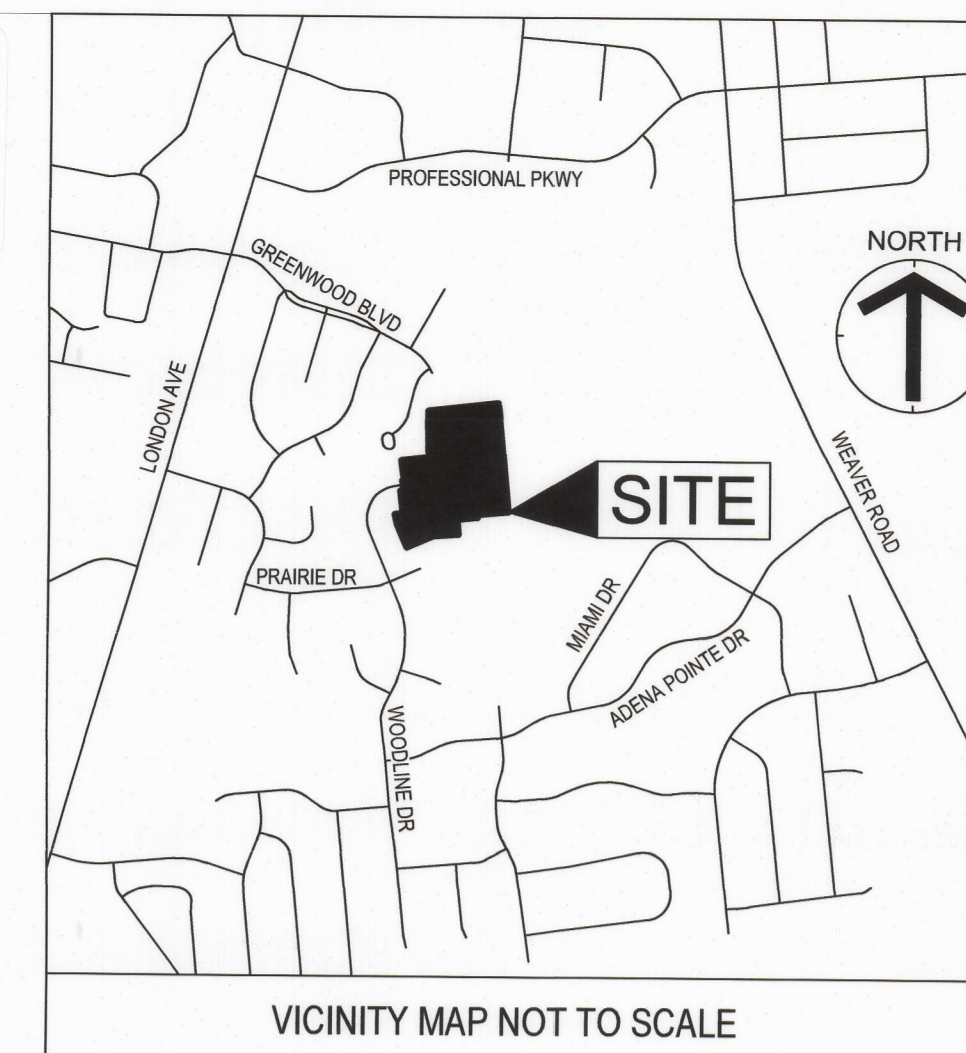 PROFESSIONAL PKWY
GREENWOOD BLVD
NORTH
LONDON AVE
WEAVER ROAD
SITE
PRAIRIE DR
MIAMI DR
ADENA POINTE DR
WOODLINE DR
VICINITY MAP NOT TO SCALE